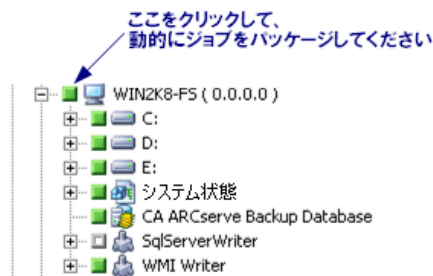 ここをクリックして、
動的にジョブをパッケージしてください
WIN2K8-FS ( 0.0.0.0 )
C:
D:
E:
システム状態
CA ARCserve Backup Database
SqlServerWriter
WMI Writer